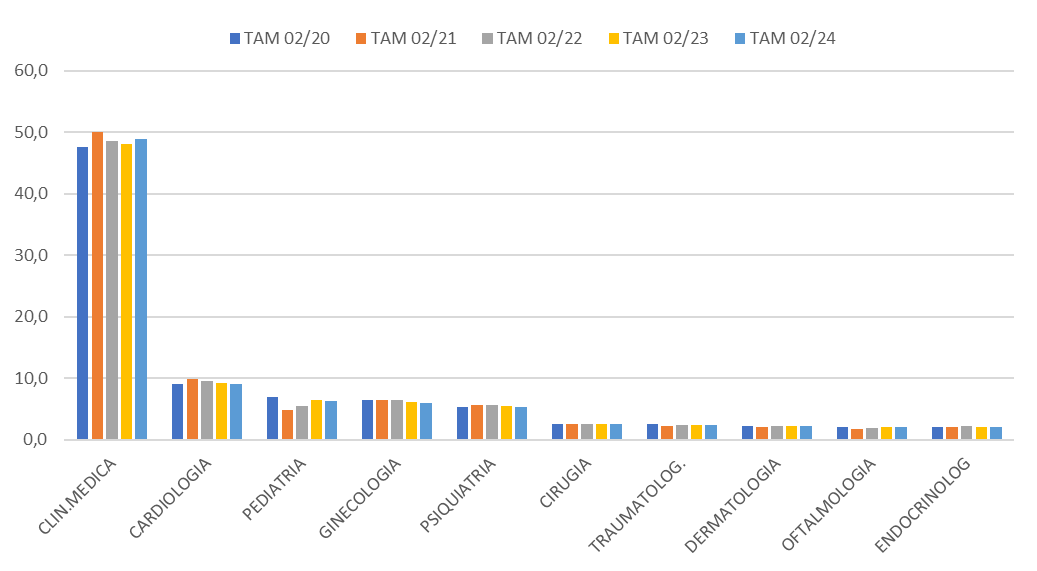 TAM 02/20 TAM 02/21 TAM 02/22 TAM 02/23 TAM 02/24
60,0
50,0
40,0
30,0
20,0
10,0
0,0
CLIN.MEDICA
CARDIOLOGIA
PEDIATRIA
GINECOLOGIA
PSIQUIATRIA
CIRUGIA
TRAUMATOLOG.
DERMATOLOGIA
OFTALMOLOGIA
ENDOCRINOLOG